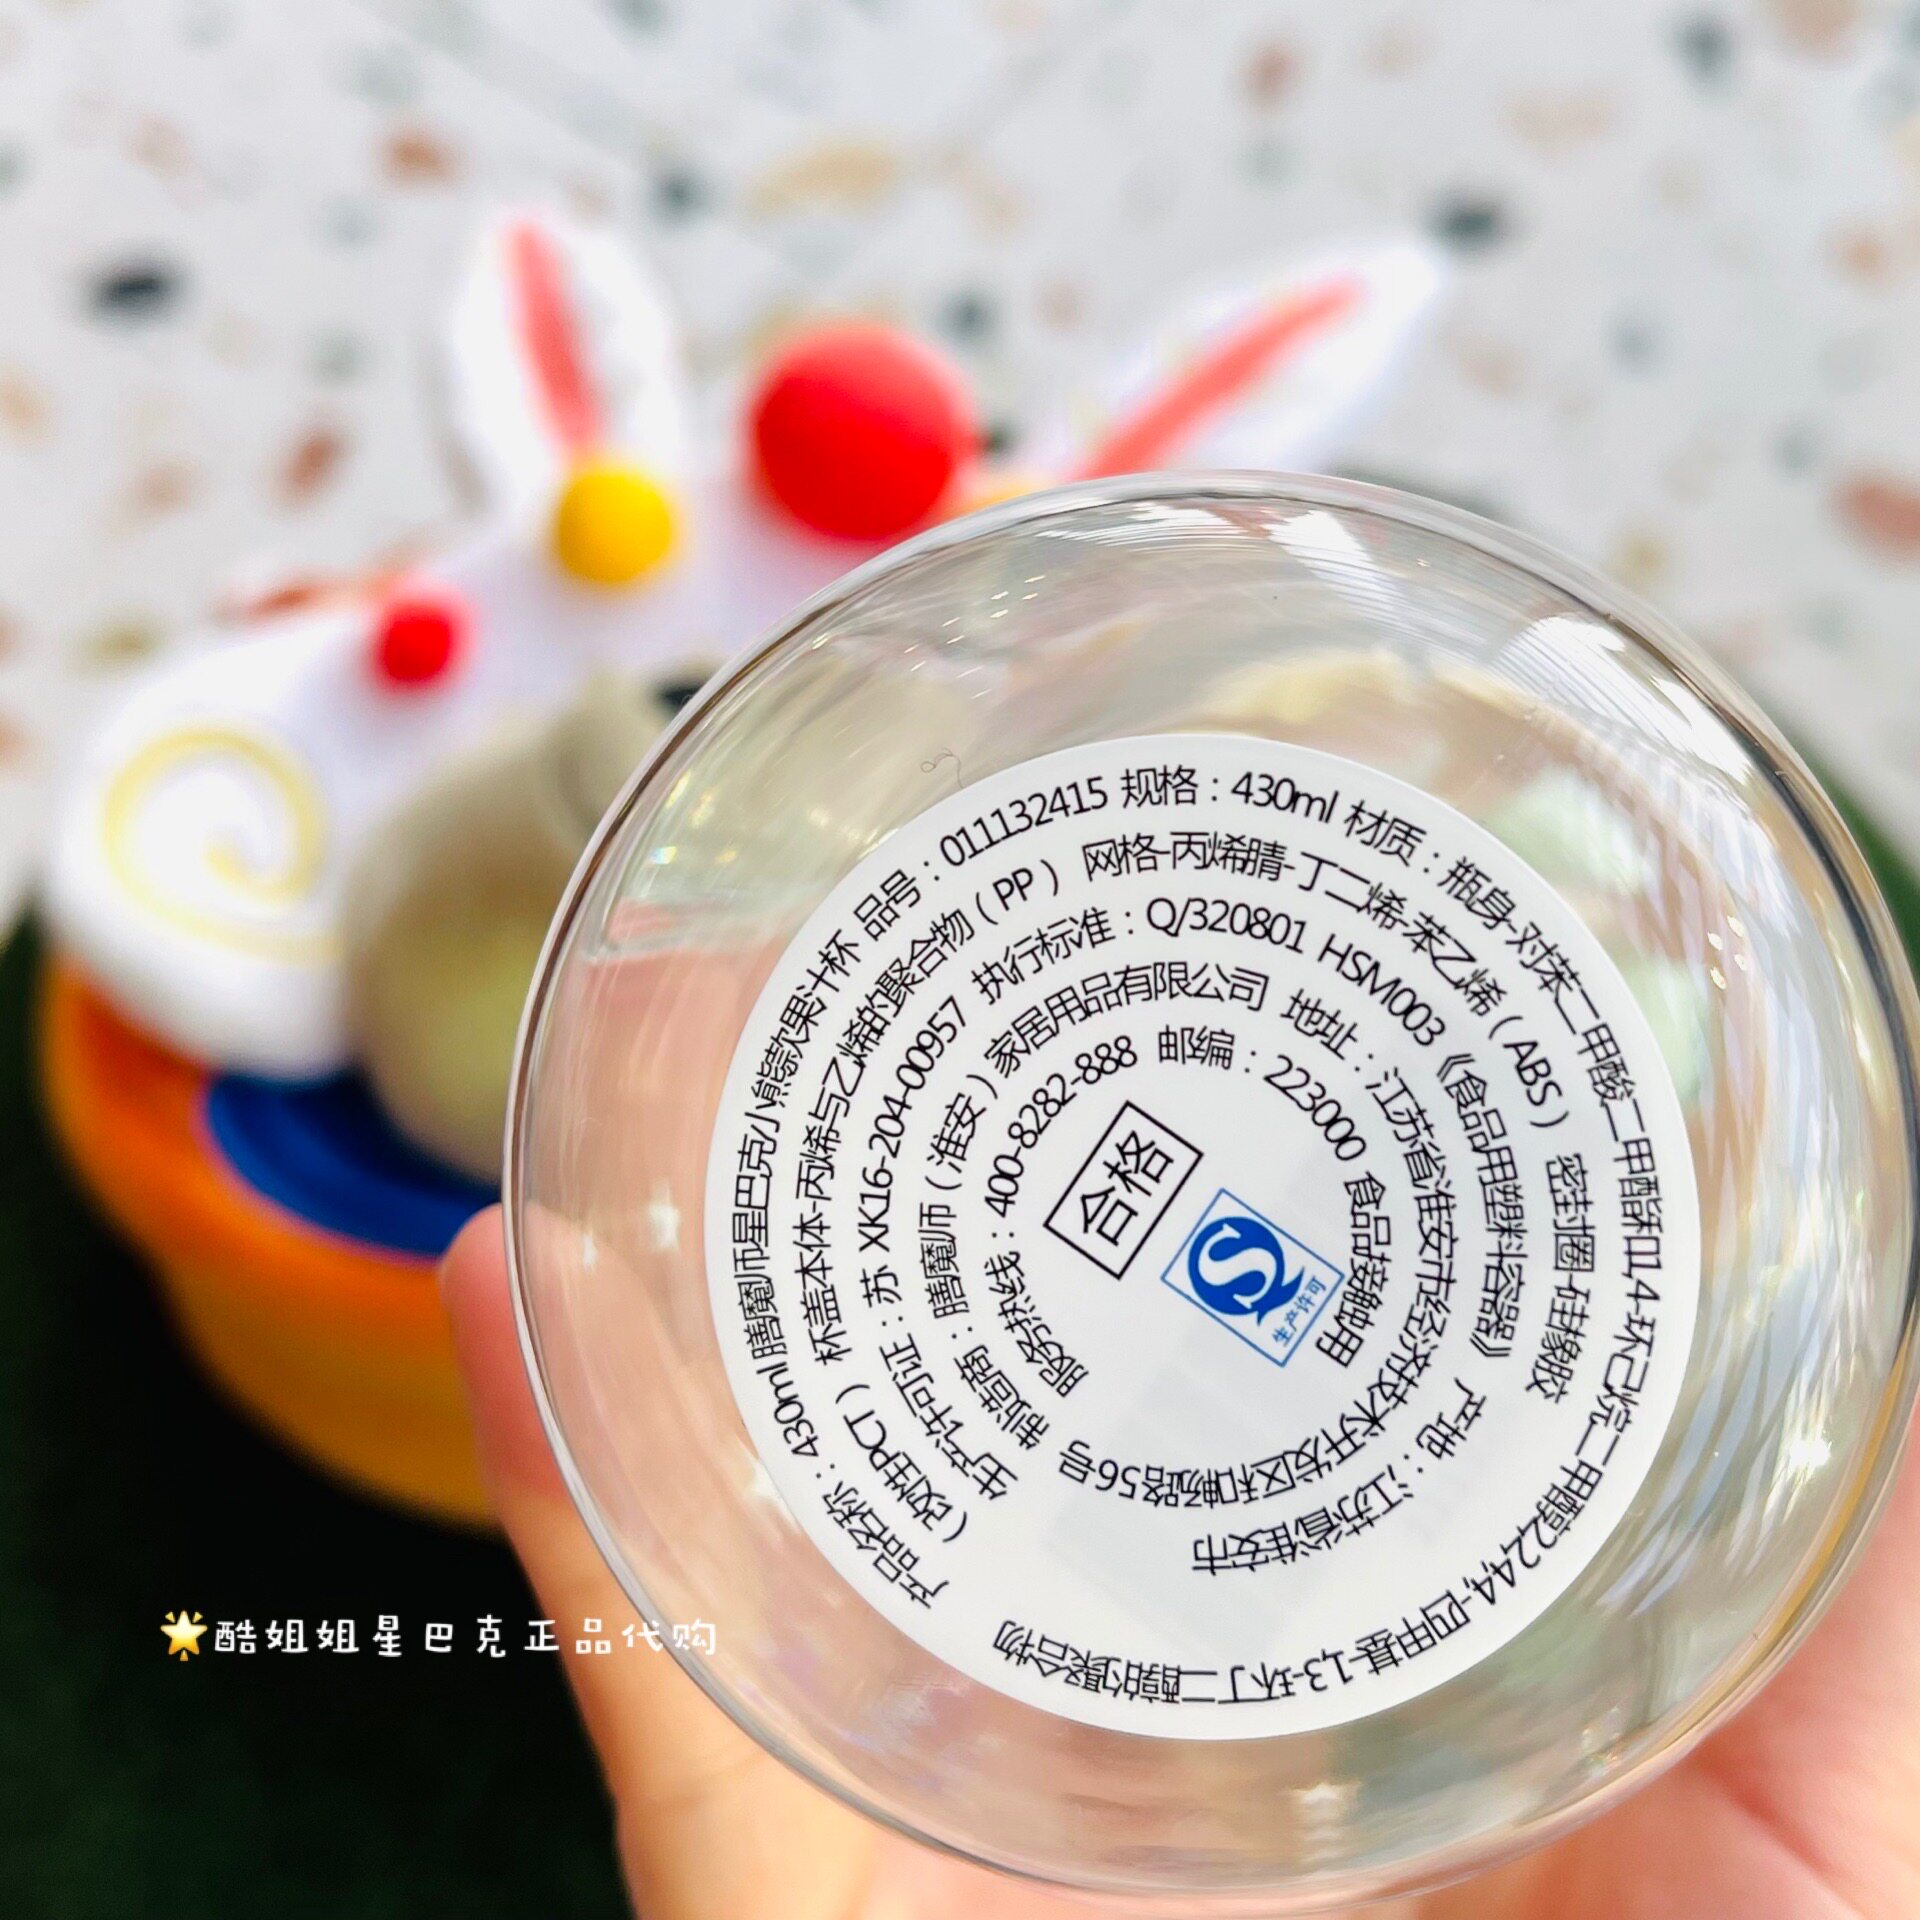 产品名称：430ml膳魔师星巴克小熊款果汁杯 品号：011132415 规格：430ml 材质：瓶身-对苯二甲酸二甲酯和1,4-环己烷二甲醇2,2,4,4-四甲基-1,3-环丁二醇的聚合物
（改性PCT） 杯盖本体-丙烯与乙烯的聚合物（PP） 网格-丙烯腈-丁二烯-苯乙烯（ABS） 密封圈-硅橡胶
生产许可证：苏 XK16-204-00957 执行标准：Q/320801 HSM003《食品用塑料容器》 产地：江苏省淮安市
制造商：膳魔师（淮安）家居用品有限公司 地址：江苏省淮安市经济技术开发区和畅路56号
服务热线：400-8282-888 邮编：223000 食品接触用
合格
生产许可
酷姐姐星巴克正品代购